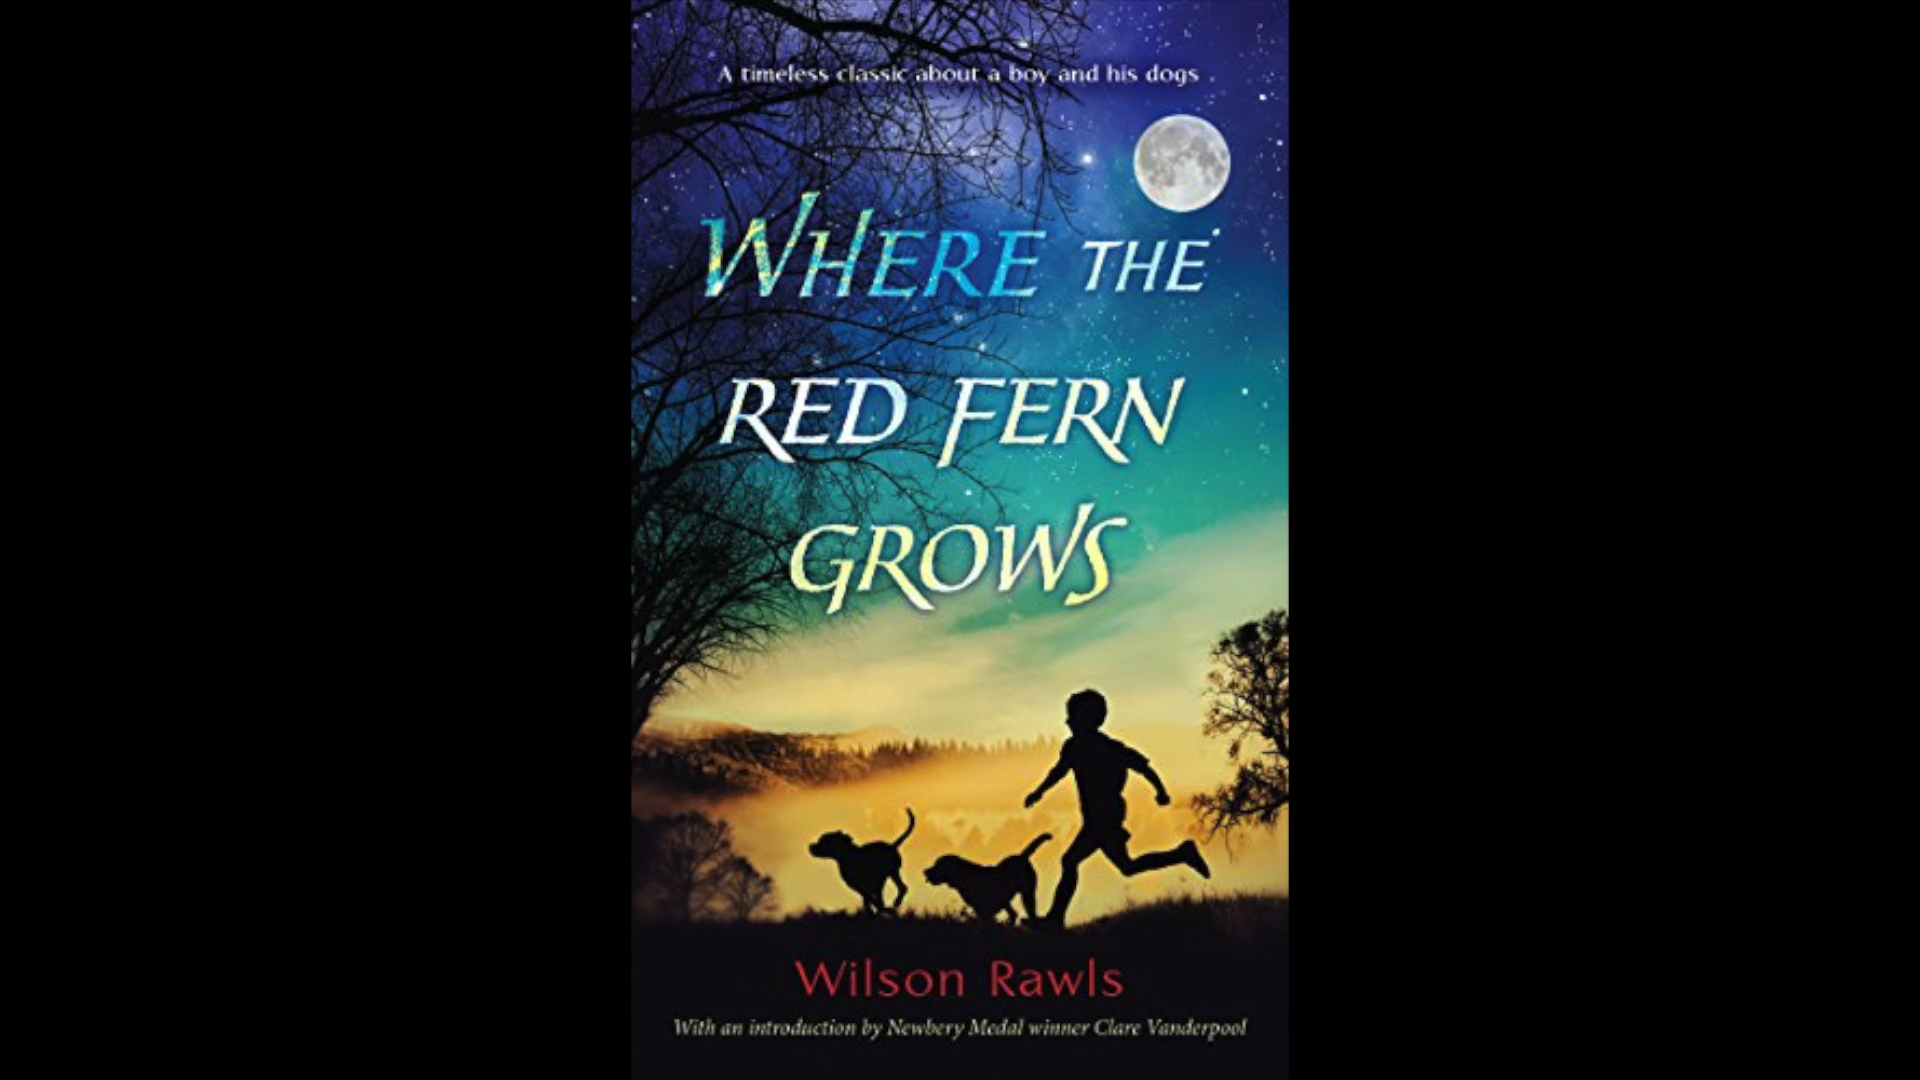 A timeless classic about a boy and his dogs
WHERE THE
RED FERN
GROWS
Wilson Rawls
With an introduction by Newbery Medal winner Clare Vanderpool